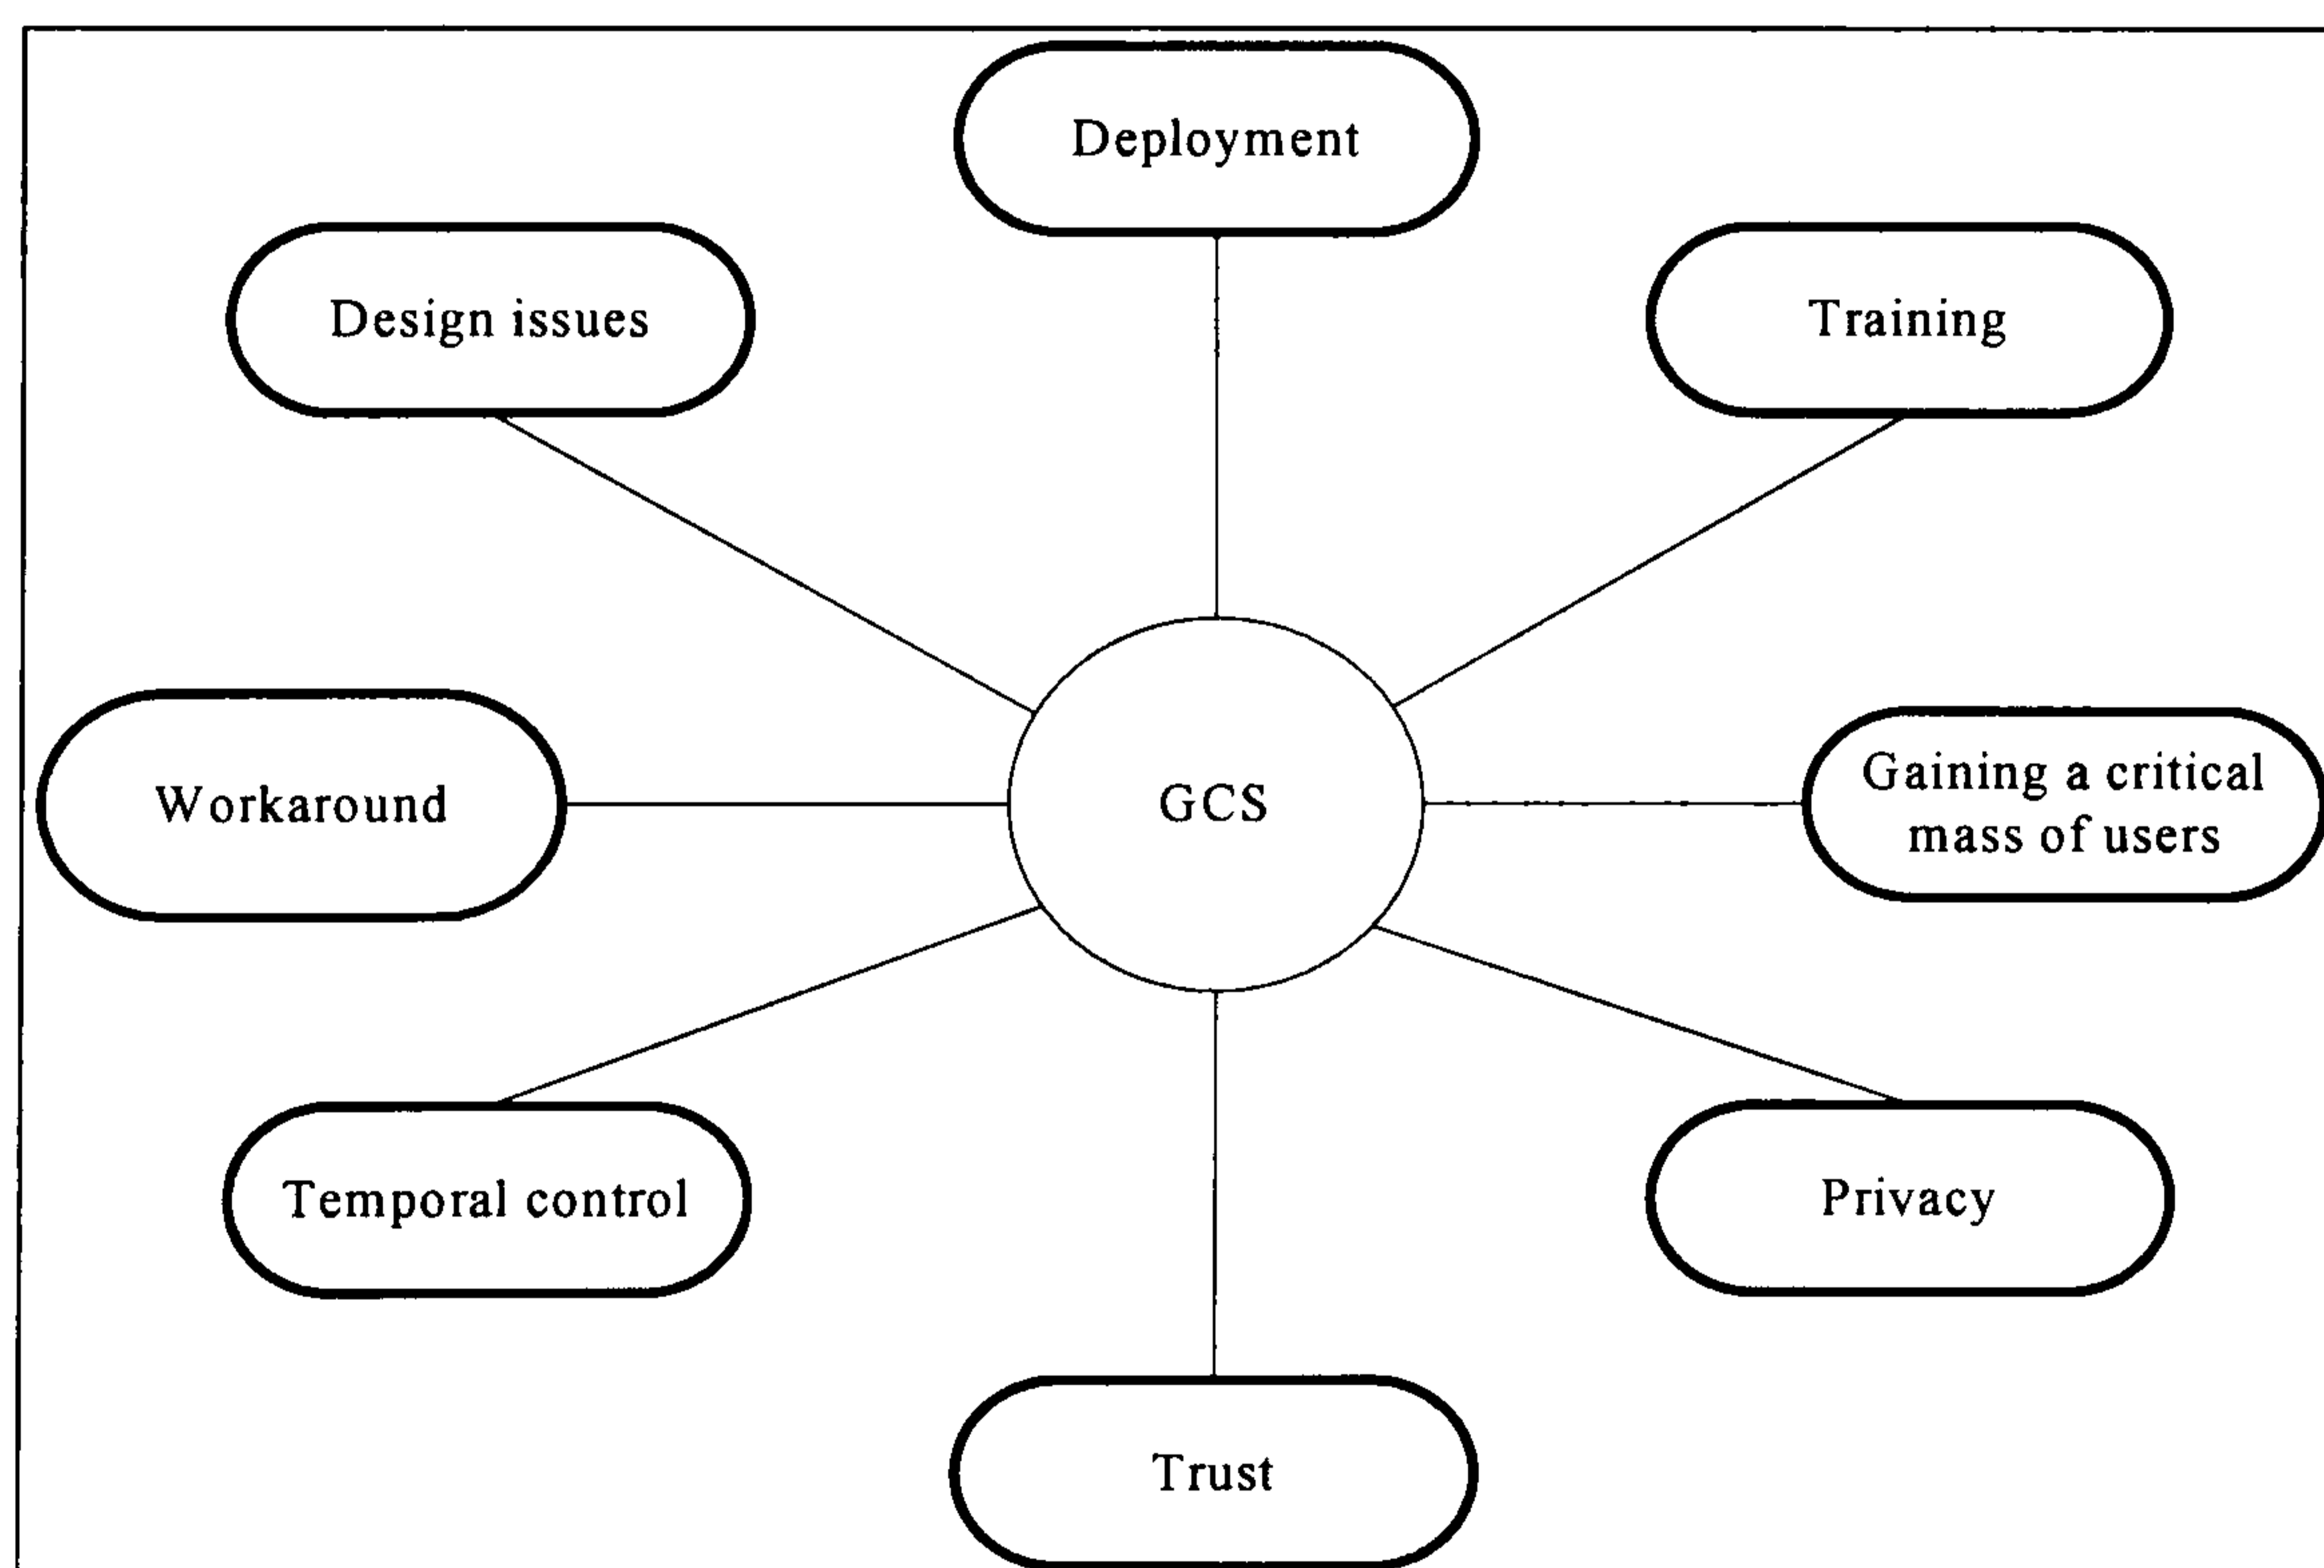 Deployment
Design issues
Training
Workaround
GCS
Gaining a critical
mass of users
Temporal control
Privacy
Trust